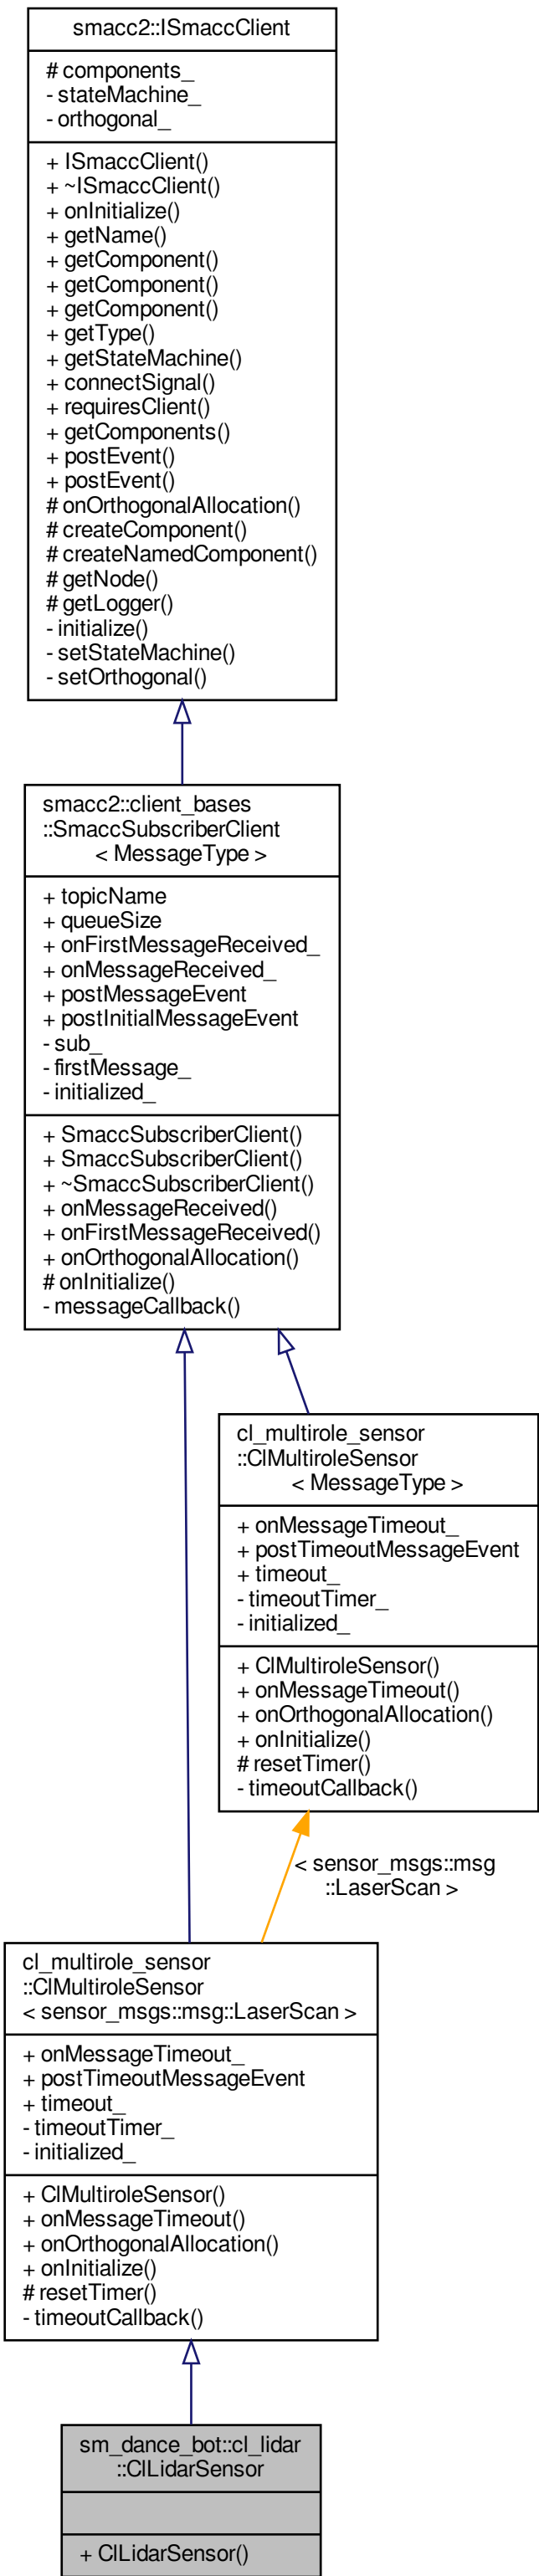 smacc2::ISmaccClient
# components_
- stateMachine_
- orthogonal_
+ ISmaccClient()
+ ~ISmaccClient()
+ onInitialize()
+ getName()
+ getComponent()
+ getComponent()
+ getComponent()
+ getType()
+ getStateMachine()
+ connectSignal()
+ requiresClient()
+ getComponents()
+ postEvent()
+ postEvent()
# onOrthogonalAllocation()
# createComponent()
# createNamedComponent()
# getNode()
# getLogger()
- initialize()
- setStateMachine()
- setOrthogonal()
smacc2::client_bases
::SmaccSubscriberClient
< MessageType >
+ topicName
+ queueSize
+ onFirstMessageReceived_
+ onMessageReceived_
+ postMessageEvent
+ postInitialMessageEvent
- sub_
- firstMessage_
- initialized_
+ SmaccSubscriberClient()
+ SmaccSubscriberClient()
+ ~SmaccSubscriberClient()
+ onMessageReceived()
+ onFirstMessageReceived()
+ onOrthogonalAllocation()
# onInitialize()
- messageCallback()
cl_multirole_sensor
::ClMultiroleSensor
< MessageType >
+ onMessageTimeout_
+ postTimeoutMessageEvent
+ timeout_
- timeoutTimer_
- initialized_
+ ClMultiroleSensor()
+ onMessageTimeout()
+ onOrthogonalAllocation()
+ onInitialize()
# resetTimer()
- timeoutCallback()
< sensor_msgs::msg
::LaserScan >
cl_multirole_sensor
::ClMultiroleSensor
< sensor_msgs::msg::LaserScan >
+ onMessageTimeout_
+ postTimeoutMessageEvent
+ timeout_
- timeoutTimer_
- initialized_
+ ClMultiroleSensor()
+ onMessageTimeout()
+ onOrthogonalAllocation()
+ onInitialize()
# resetTimer()
- timeoutCallback()
sm_dance_bot::cl_lidar
::ClLidarSensor
+ ClLidarSensor()